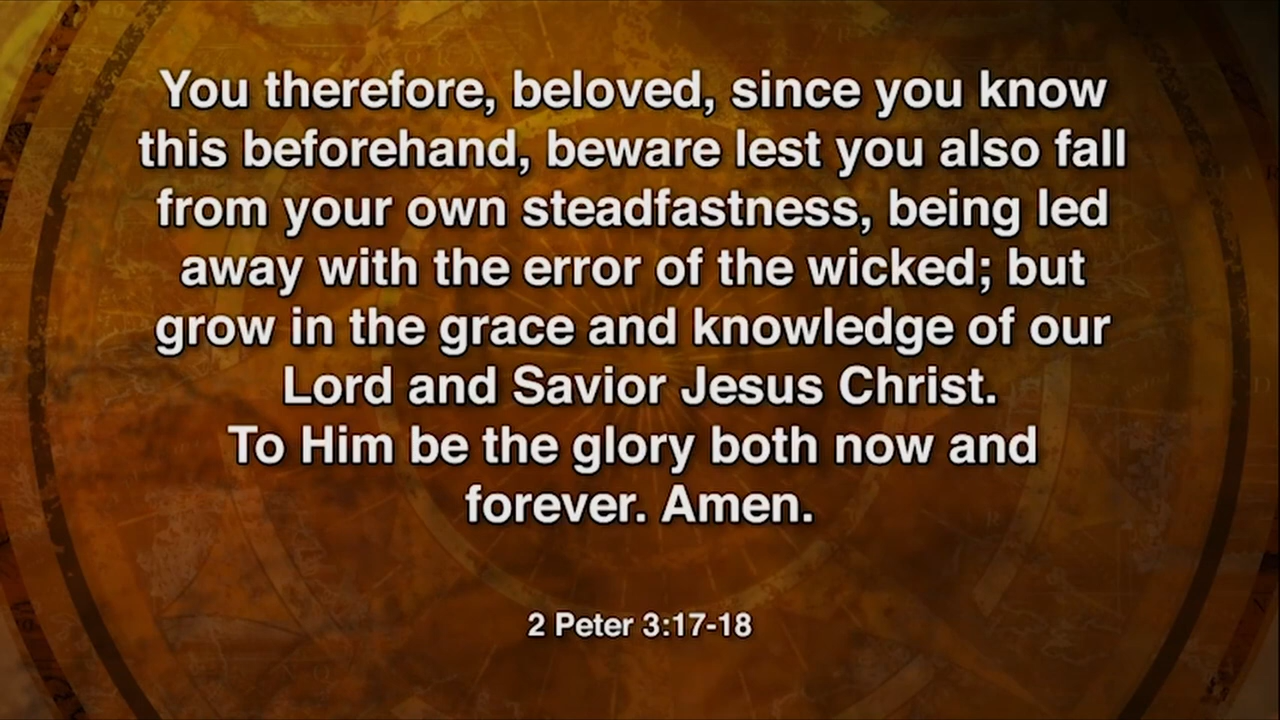 You therefore, beloved, since you know
this beforehand, beware lest you also fall
from your own steadfastness, being led
away with the error of the wicked; but
grow in the grace and knowledge of our
Lord and Savior Jesus Christ.
To Him be the glory both now and
forever. Amen.
2 Peter 3:17-18